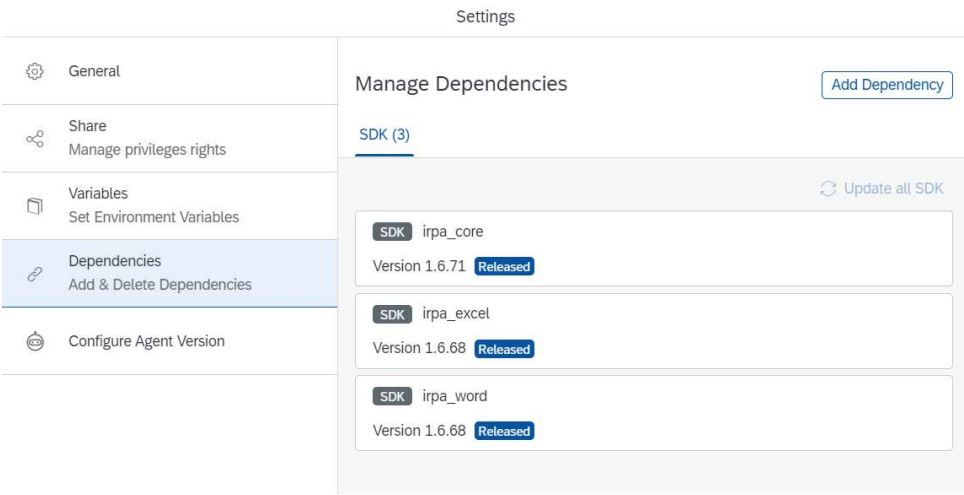 Settings
General
Share
Manage privileges rights
Variables
Set Environment Variables
Dependencies
Add & Delete Dependencies
Configure Agent Version
Manage Dependencies
Add Dependency
SDK (3)
Update all SDK
SDK irpa_core
Version 1.6.71 Released
SDK irpa_excel
Version 1.6.68 Released
SDK irpa_word
Version 1.6.68 Released